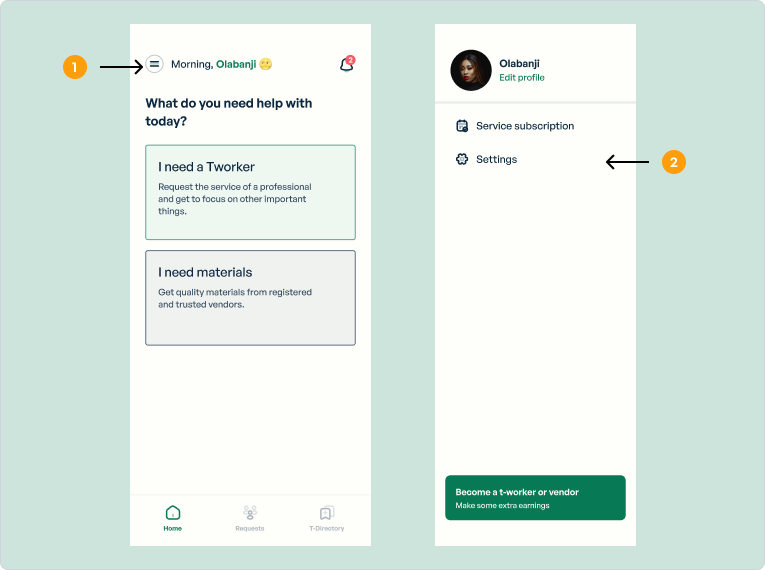 1
Morning, Olabanji
2
What do you need help with
today?
I need a Tworker
Request the service of a professional
and get to focus on other important
things.
I need materials
Get quality materials from registered
and trusted vendors.
Home
Requests
T-Directory
Olabanji
Edit profile
Service subscription
Settings
2
Become a t-worker or vendor
Make some extra earnings